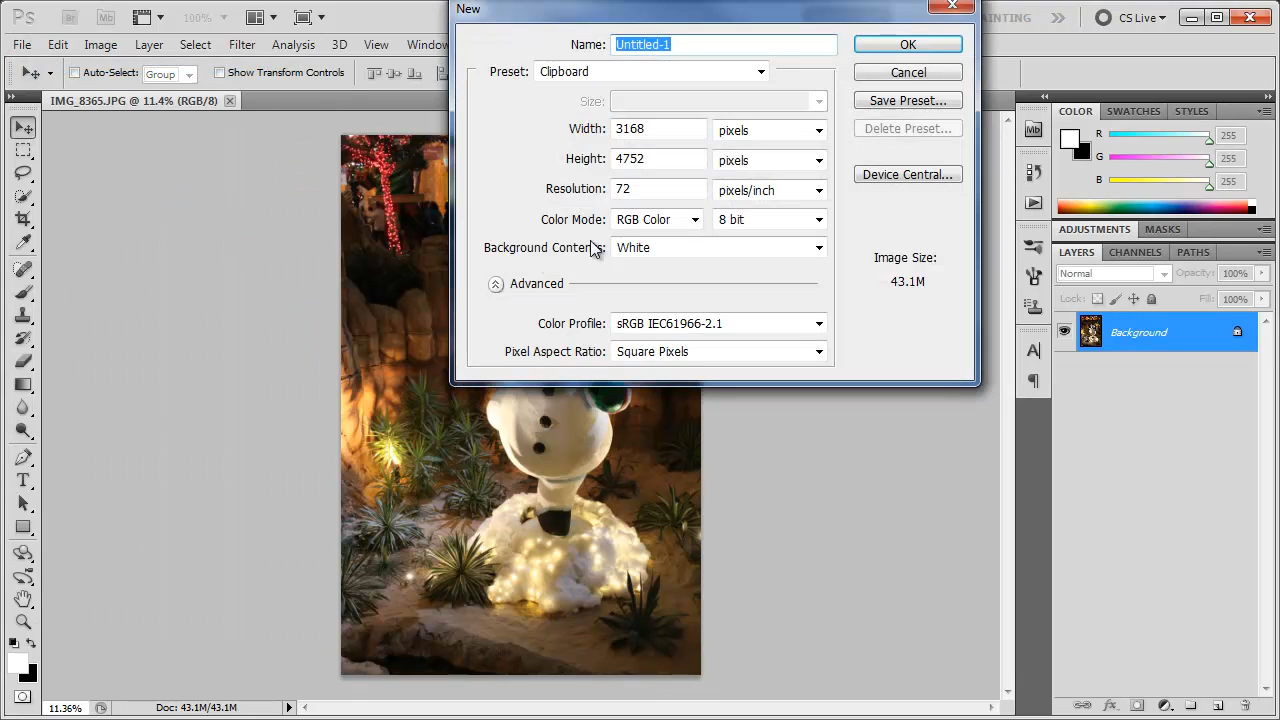 Ps Br Mb 100% AINTING CS Live
New
File Edit Image Layer Select Filter Analysis 3D Window
Name: Untitled-1 OK
Auto-Select: Group Show Transform Controls
Preset: Clipboard Cancel
IMG_8365.JPG @ 11.4% (RGB/8)
Size: Save Preset...
COLOR SWATCHES STYLES
Width: 3168 pixels Delete Preset...
R 255
Height: 4752 pixels
G 255
Device Central...
B 255
Resolution: 72 pixels/inch
Color Mode: RGB Color 8 bit
ADJUSTMENTS MASKS
Background Contents: White
LAYERS CHANNELS PATHS
Image Size:
43.1M
Normal Opacity: 100%
Advanced
Lock: Fill: 100%
Color Profile: sRGB IEC61966-2.1
Background
Pixel Aspect Ratio: Square Pixels
11.36% Doc: 43.1M/43.1M